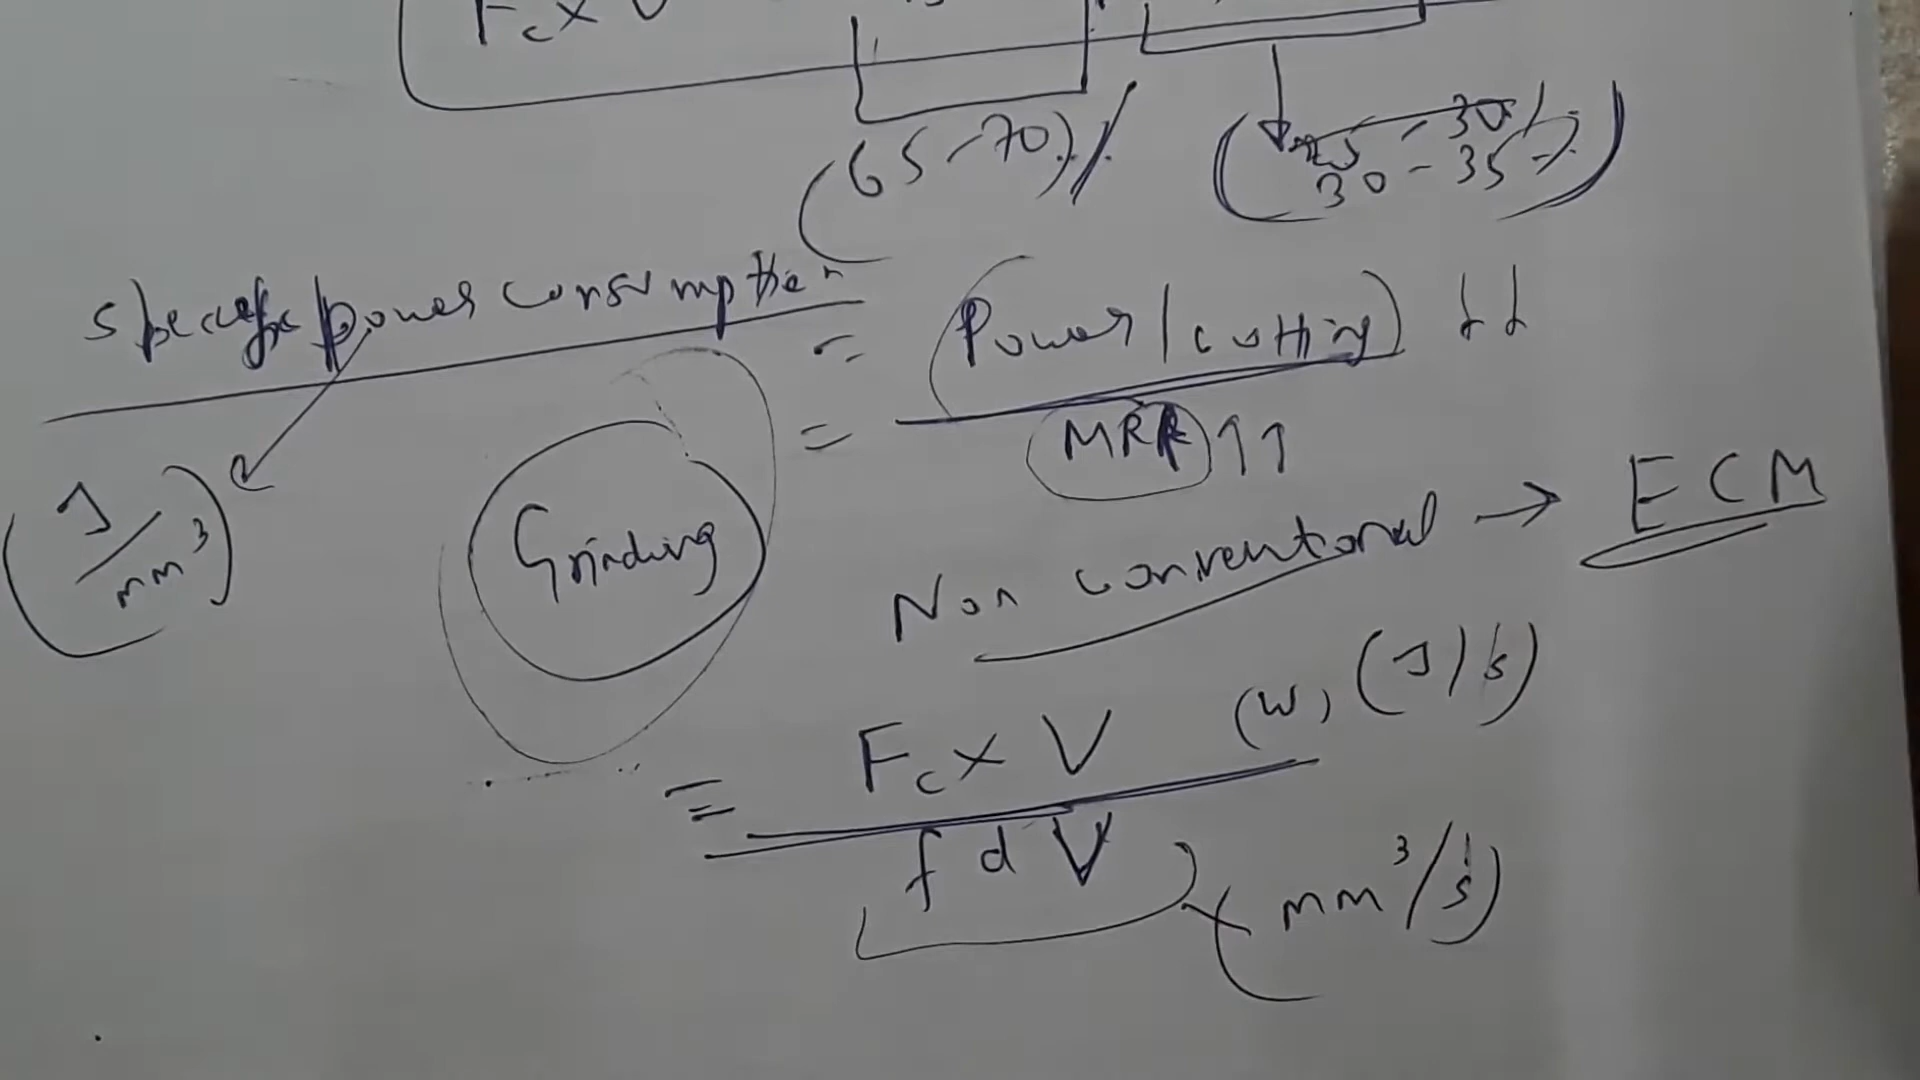 Fc × V
(65-70)%
30-35%
specific power consumption = Power (cutting) ↓↓
= MRR ↑↑
(J/mm³)
Grinding
Non conventional → ECM
= Fc × V (W, (J/s)
f d V (mm³/s)